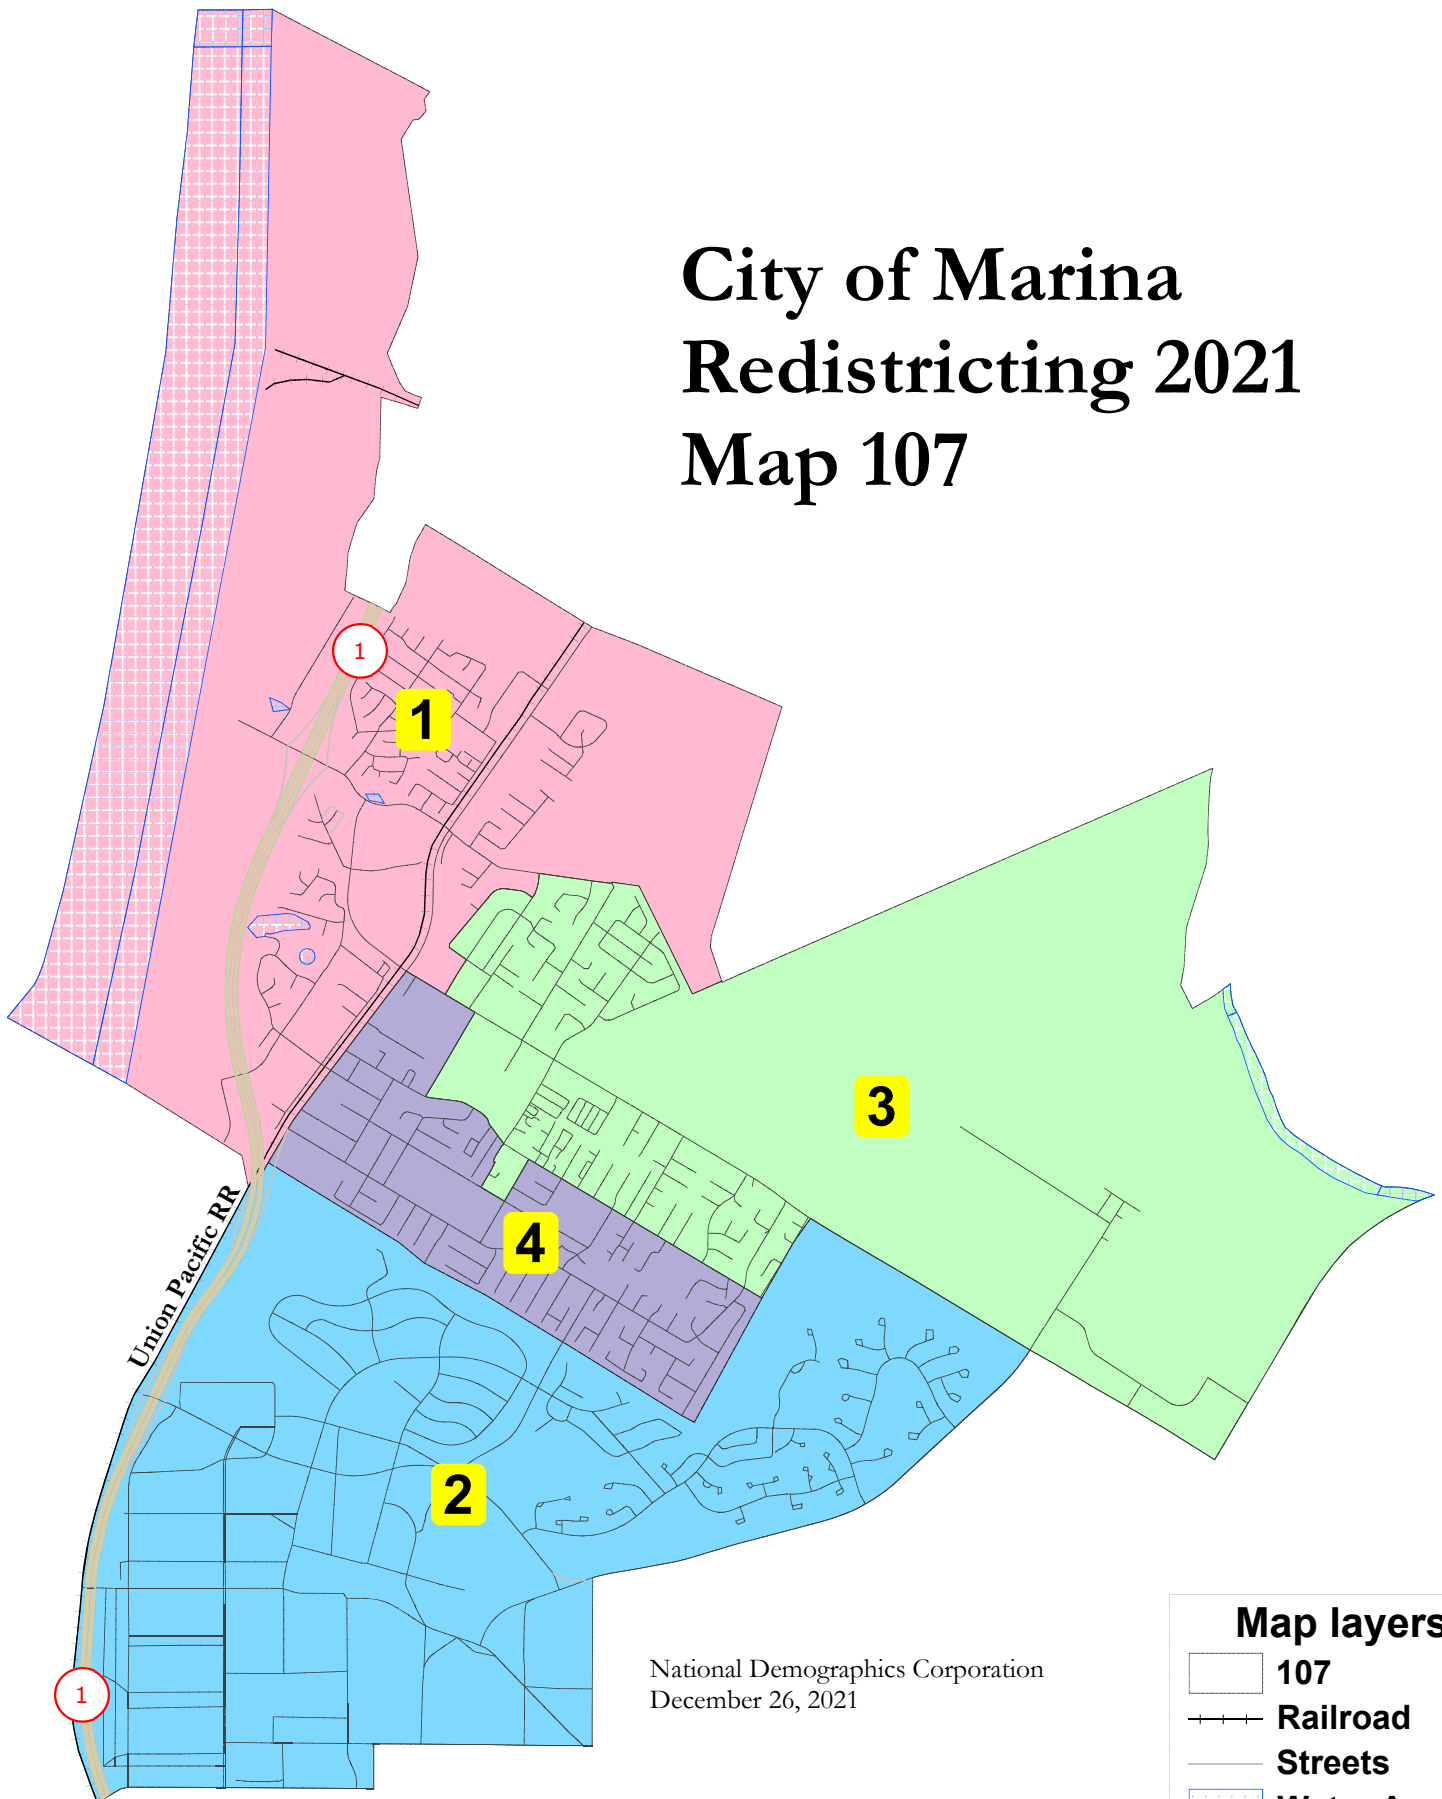 City of Marina
Redistricting 2021
Map 107
1
1
3
4
Union Pacific RR
2
1
National Demographics Corporation
December 26, 2021
Map layers
107
Railroad
Streets